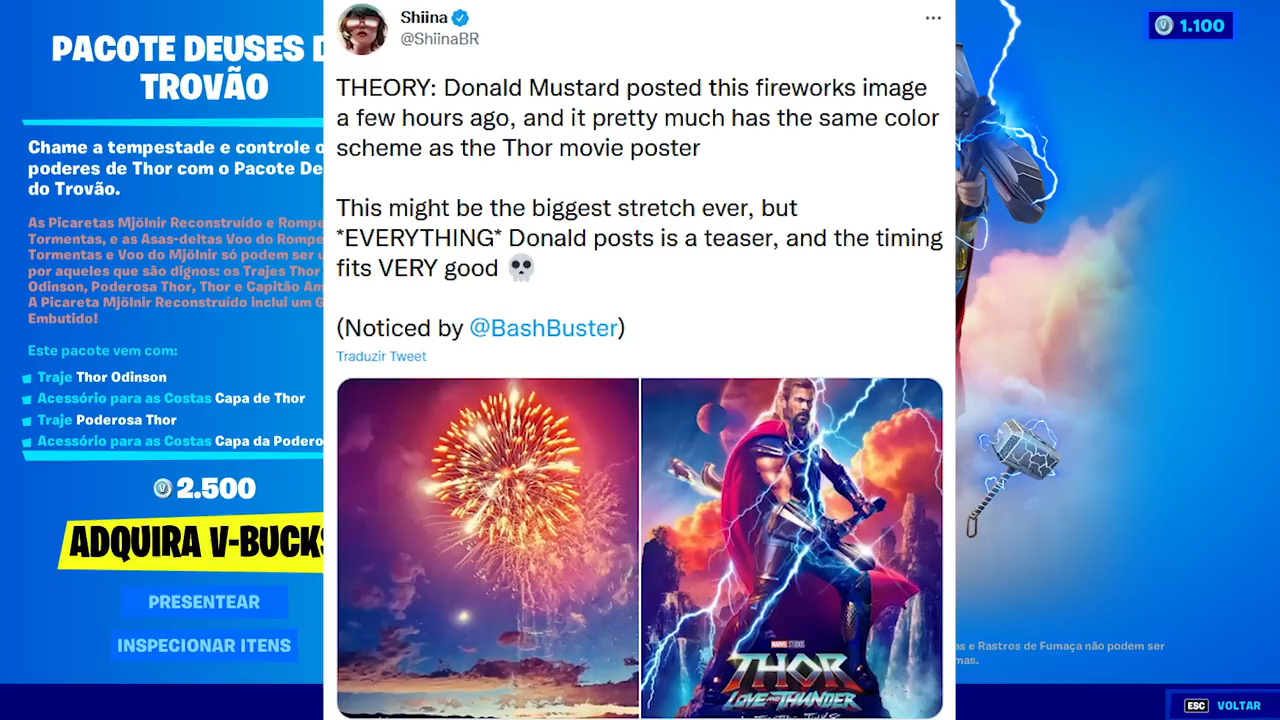 PACOTE DEUSES D
TROVÃO
Chame a tempestade e controle o
poderes de Thor com o Pacote De
do Trovão.
As Picaretas Mjölnir Reconstruído e Rompe
Tormentas, e as Asas-deltas Voo do Rompe
Tormentas e Voo do Mjölnir só podem ser u
por aqueles que são dignos: os Trajes Thor
Odinson, Poderosa Thor, Thor e Capitão Am
A Picareta Mjölnir Reconstruído inclui um G
Embutido!
Este pacote vem com:
Traje Thor Odinson
Acessório para as Costas Capa de Thor
Traje Poderosa Thor
Acessório para as Costas Capa da Podero
2.500
ADQUIRA V-BUCKS
PRESENTEAR
INSPECIONAR ITENS
Shiina
@ShiinaBR
THEORY: Donald Mustard posted this fireworks image
a few hours ago, and it pretty much has the same color
scheme as the Thor movie poster
This might be the biggest stretch ever, but
*EVERYTHING* Donald posts is a teaser, and the timing
fits VERY good 💀
(Noticed by @BashBuster)
Traduzir Tweet
MARVEL STUDIOS
THOR
LOVE AND THUNDER
1.100
as e Rastros de Fumaça não podem ser
mas.
ESC VOLTAR